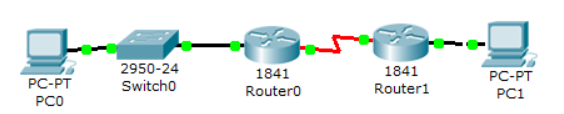 PC-PT
PC0
2950-24
Switch0
1841
Router0
1841
Router1
PC-PT
PC1